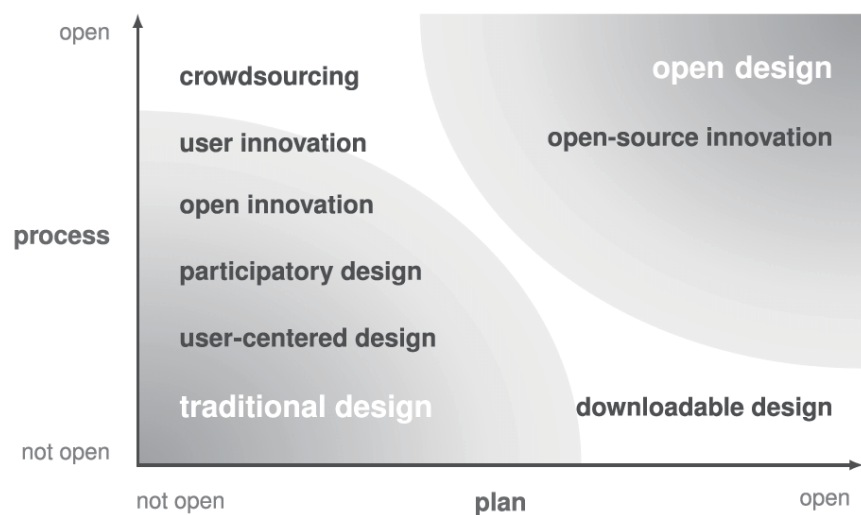 open
crowdsourcing
open design
user innovation
open-source innovation
open innovation
process
participatory design
user-centered design
traditional design
downloadable design
not open
not open
plan
open